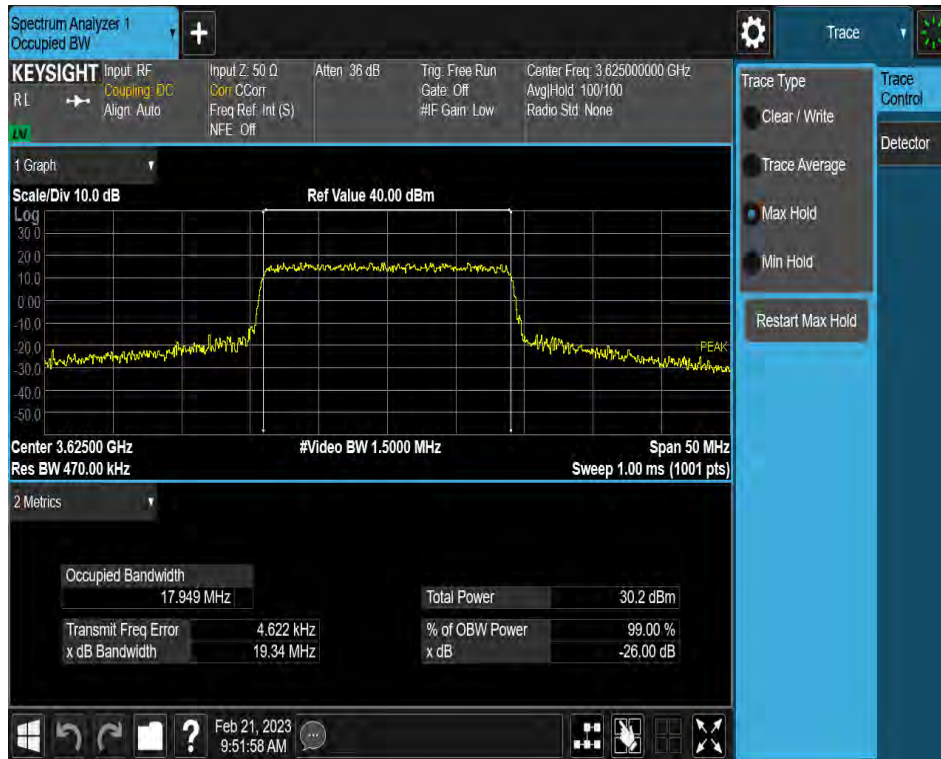 Spectrum Analyzer 1
Occupied BW
+
Trace
KEYSIGHT
R L
LXI
Input: RF
Coupling: DC
Align: Auto
Input Z: 50 Ω
Corr CCorr
Freq Ref: Int (S)
NFE: Off
Atten: 36 dB
Trig: Free Run
Gate: Off
#IF Gain: Low
Center Freq: 3.625000000 GHz
Avg|Hold: 100/100
Radio Std: None
1 Graph
Scale/Div 10.0 dB
Ref Value 40.00 dBm
Log
30.0
20.0
10.0
0.00
-10.0
-20.0
-30.0
-40.0
-50.0
PEAK
Center 3.62500 GHz
#Video BW 1.5000 MHz
Span 50 MHz
Res BW 470.00 kHz
Sweep 1.00 ms (1001 pts)
2 Metrics
Occupied Bandwidth
17.949 MHz
Total Power 30.2 dBm
Transmit Freq Error 4.622 kHz
% of OBW Power 99.00 %
x dB Bandwidth 19.34 MHz
x dB -26.00 dB
?
Feb 21, 2023
9:51:58 AM
Trace Type
Clear / Write
Trace Average
Max Hold
Min Hold
Restart Max Hold
Trace
Control
Detector